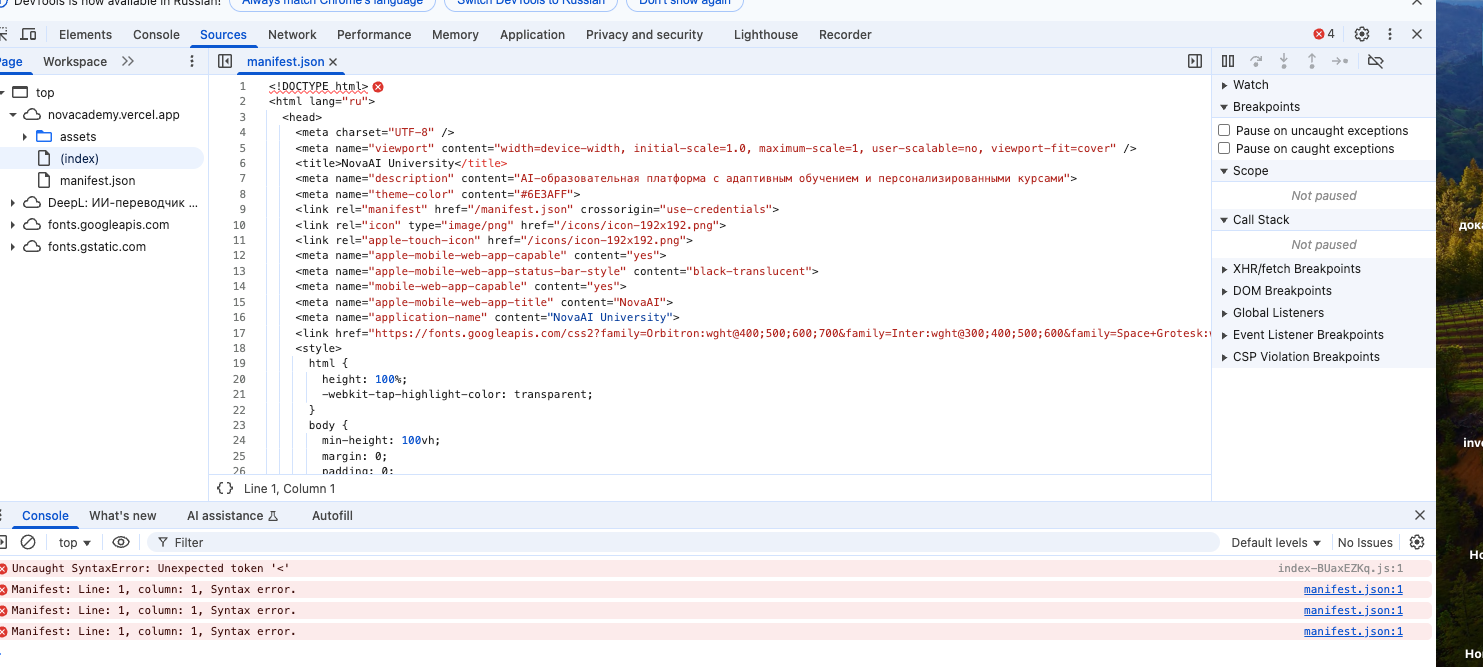 DevTools is now available in Russian!
Always match Chrome's language
Switch DevTools to Russian
Don't show again
Elements Console Sources Network Performance Memory Application Privacy and security Lighthouse Recorder 4
Page Workspace
manifest.json
top
novacademy.vercel.app
assets
(index)
manifest.json
DeepL: ИИ-переводчик ...
fonts.googleapis.com
fonts.gstatic.com
1 <!DOCTYPE html>
2 <html lang="ru">
3 <head>
4 <meta charset="UTF-8" />
5 <meta name="viewport" content="width=device-width, initial-scale=1.0, maximum-scale=1, user-scalable=no, viewport-fit=cover" />
6 <title>NovaAI University</title>
7 <meta name="description" content="AI-образовательная платформа с адаптивным обучением и персонализированными курсами">
8 <meta name="theme-color" content="#6E3AFF">
9 <link rel="manifest" href="/manifest.json" crossorigin="use-credentials">
10 <link rel="icon" type="image/png" href="/icons/icon-192x192.png">
11 <link rel="apple-touch-icon" href="/icons/icon-192x192.png">
12 <meta name="apple-mobile-web-app-capable" content="yes">
13 <meta name="apple-mobile-web-app-status-bar-style" content="black-translucent">
14 <meta name="mobile-web-app-capable" content="yes">
15 <meta name="apple-mobile-web-app-title" content="NovaAI">
16 <meta name="application-name" content="NovaAI University">
17 <link href="https://fonts.googleapis.com/css2?family=Orbitron:wght@400;500;600;700&family=Inter:wght@300;400;500;600&family=Space+Grotesk:w
18 <style>
19 html {
20 height: 100%;
21 -webkit-tap-highlight-color: transparent;
22 }
23 body {
24 min-height: 100vh;
25 margin: 0;
26 padding: 0;
{} Line 1, Column 1
Watch
Breakpoints
Pause on uncaught exceptions
Pause on caught exceptions
Scope
Not paused
Call Stack
Not paused
XHR/fetch Breakpoints
DOM Breakpoints
Global Listeners
Event Listener Breakpoints
CSP Violation Breakpoints
дока
inve
Но
Но
Console What's new AI assistance Autofill
top Filter Default levels No Issues
Uncaught SyntaxError: Unexpected token '<' index-BUaxEZKq.js:1
Manifest: Line: 1, column: 1, Syntax error. manifest.json:1
Manifest: Line: 1, column: 1, Syntax error. manifest.json:1
Manifest: Line: 1, column: 1, Syntax error. manifest.json:1